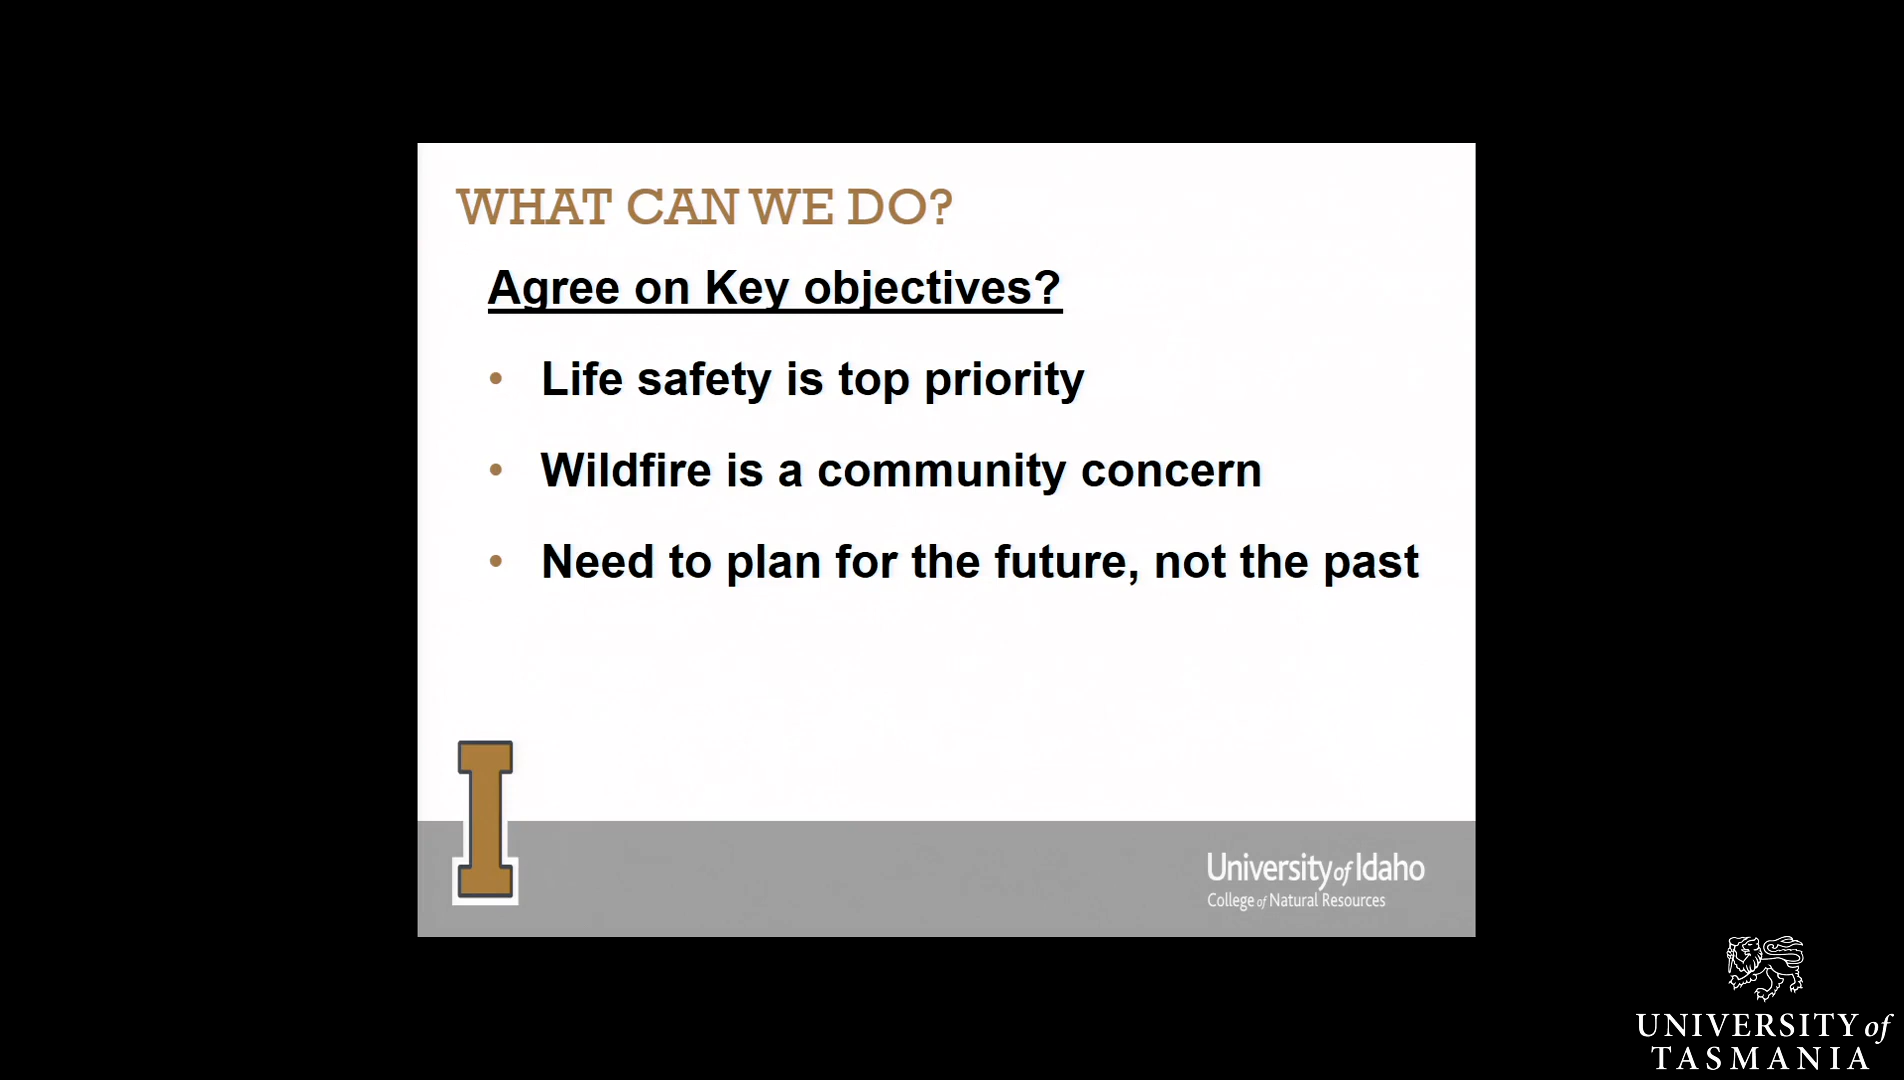 WHAT CAN WE DO?
Agree on Key objectives?
• Life safety is top priority
• Wildfire is a community concern
• Need to plan for the future, not the past
I
University of Idaho
College of Natural Resources
UNIVERSITY of
TASMANIA